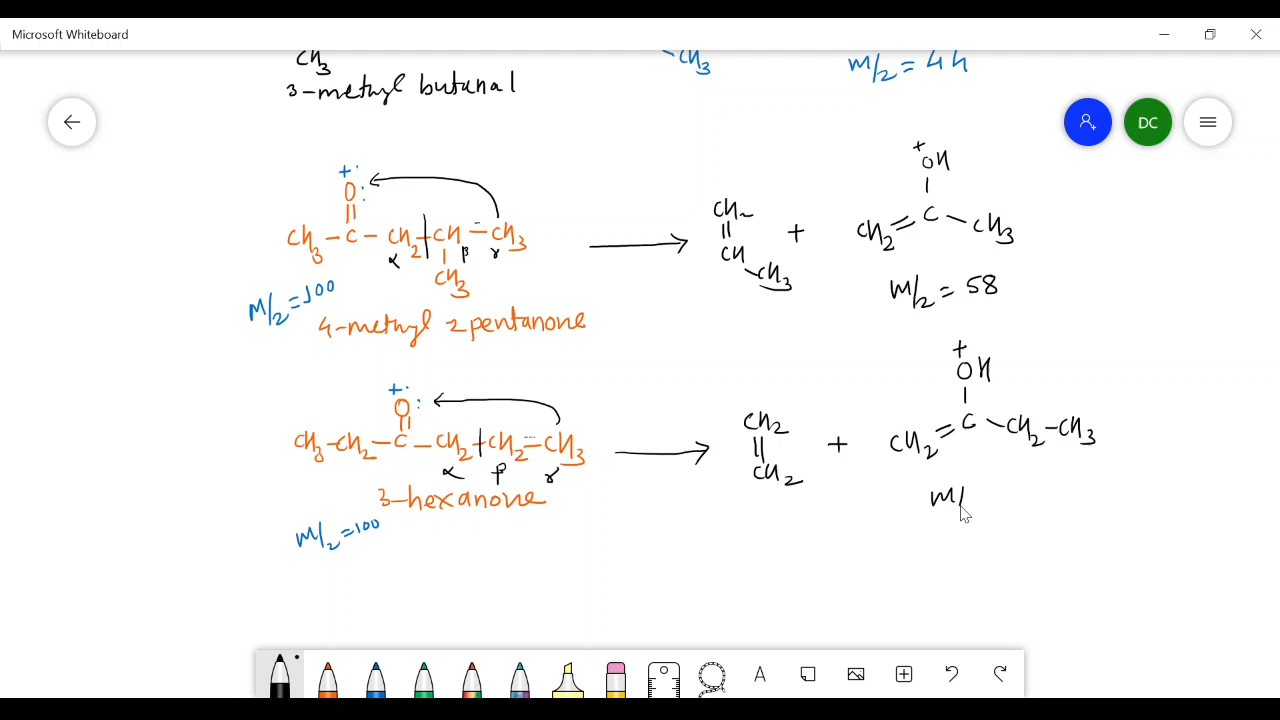 Microsoft Whiteboard
CH3
3-methyl butanal
CH3
m/z = 44
DC
+
O
CH3 - C - CH2 - CH - CH3
α β γ
CH3
M/z = 100
4-methyl 2pentanone
CH2
CH
CH3
+
+
OH
CH2 = C - CH3
m/z = 58
+
O
CH3-CH2-C-CH2-CH2-CH3
α β γ
3-hexanone
M/z = 100
CH2
CH2
+
+
OH
CH2 = C - CH2-CH3
m/
A